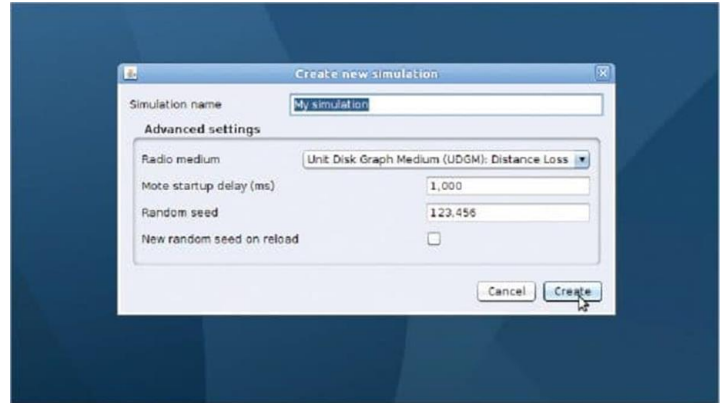 Create new simulation
Simulation name My simulation
Advanced settings
Radio medium Unit Disk Graph Medium (UDGM): Distance Loss
Mote startup delay (ms) 1,000
Random seed 123,456
New random seed on reload
Cancel Create